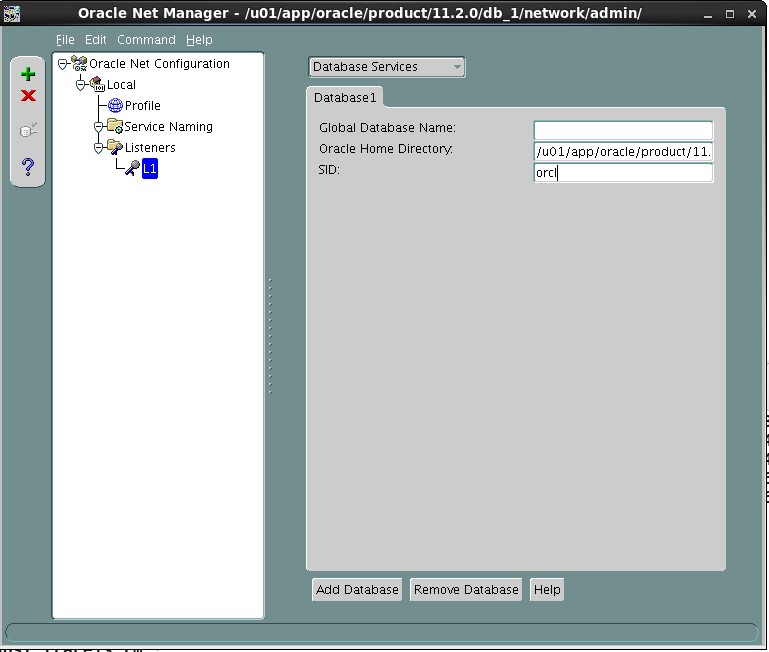 Oracle Net Manager - /u01/app/oracle/product/11.2.0/db_1/network/admin/
File Edit Command Help
Oracle Net Configuration
Local
Profile
Service Naming
Listeners
L1
Database Services
Database1
Global Database Name:
Oracle Home Directory: /u01/app/oracle/product/11.
SID: orcl
Add Database Remove Database Help